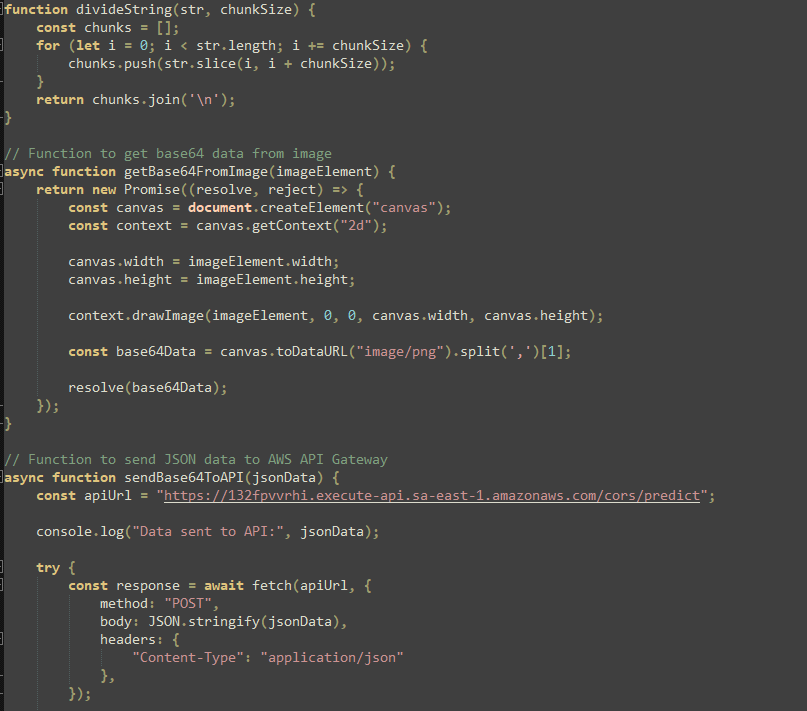 function divideString(str, chunkSize) {
    const chunks = [];
    for (let i = 0; i < str.length; i += chunkSize) {
        chunks.push(str.slice(i, i + chunkSize));
    }
    return chunks.join('\n');
}

// Function to get base64 data from image
async function getBase64FromImage(imageElement) {
    return new Promise((resolve, reject) => {
        const canvas = document.createElement("canvas");
        const context = canvas.getContext("2d");

        canvas.width = imageElement.width;
        canvas.height = imageElement.height;

        context.drawImage(imageElement, 0, 0, canvas.width, canvas.height);

        const base64Data = canvas.toDataURL("image/png").split(',')[1];

        resolve(base64Data);
    });
}

// Function to send JSON data to AWS API Gateway
async function sendBase64ToAPI(jsonData) {
    const apiUrl = "https://132fpvvrhi.execute-api.sa-east-1.amazonaws.com/cors/predict";

    console.log("Data sent to API:", jsonData);

    try {
        const response = await fetch(apiUrl, {
            method: "POST",
            body: JSON.stringify(jsonData),
            headers: {
                "Content-Type": "application/json"
            },
        });